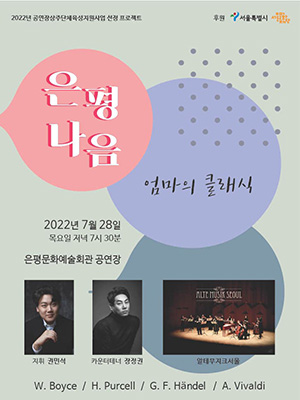 2022년 공연장상주단체육성지원사업 선정 프로젝트
후원 서울특별시
은평
나음
엄마의 클래식
2022년 7월 28일
목요일 저녁 7시 30분
은평문화예술회관 공연장
ALTE MUSIK SEOUL
지휘 권민석
카운터테너 장정권
알테무지크서울
W. Boyce / H. Purcell / G. F. Händel / A. Vivaldi